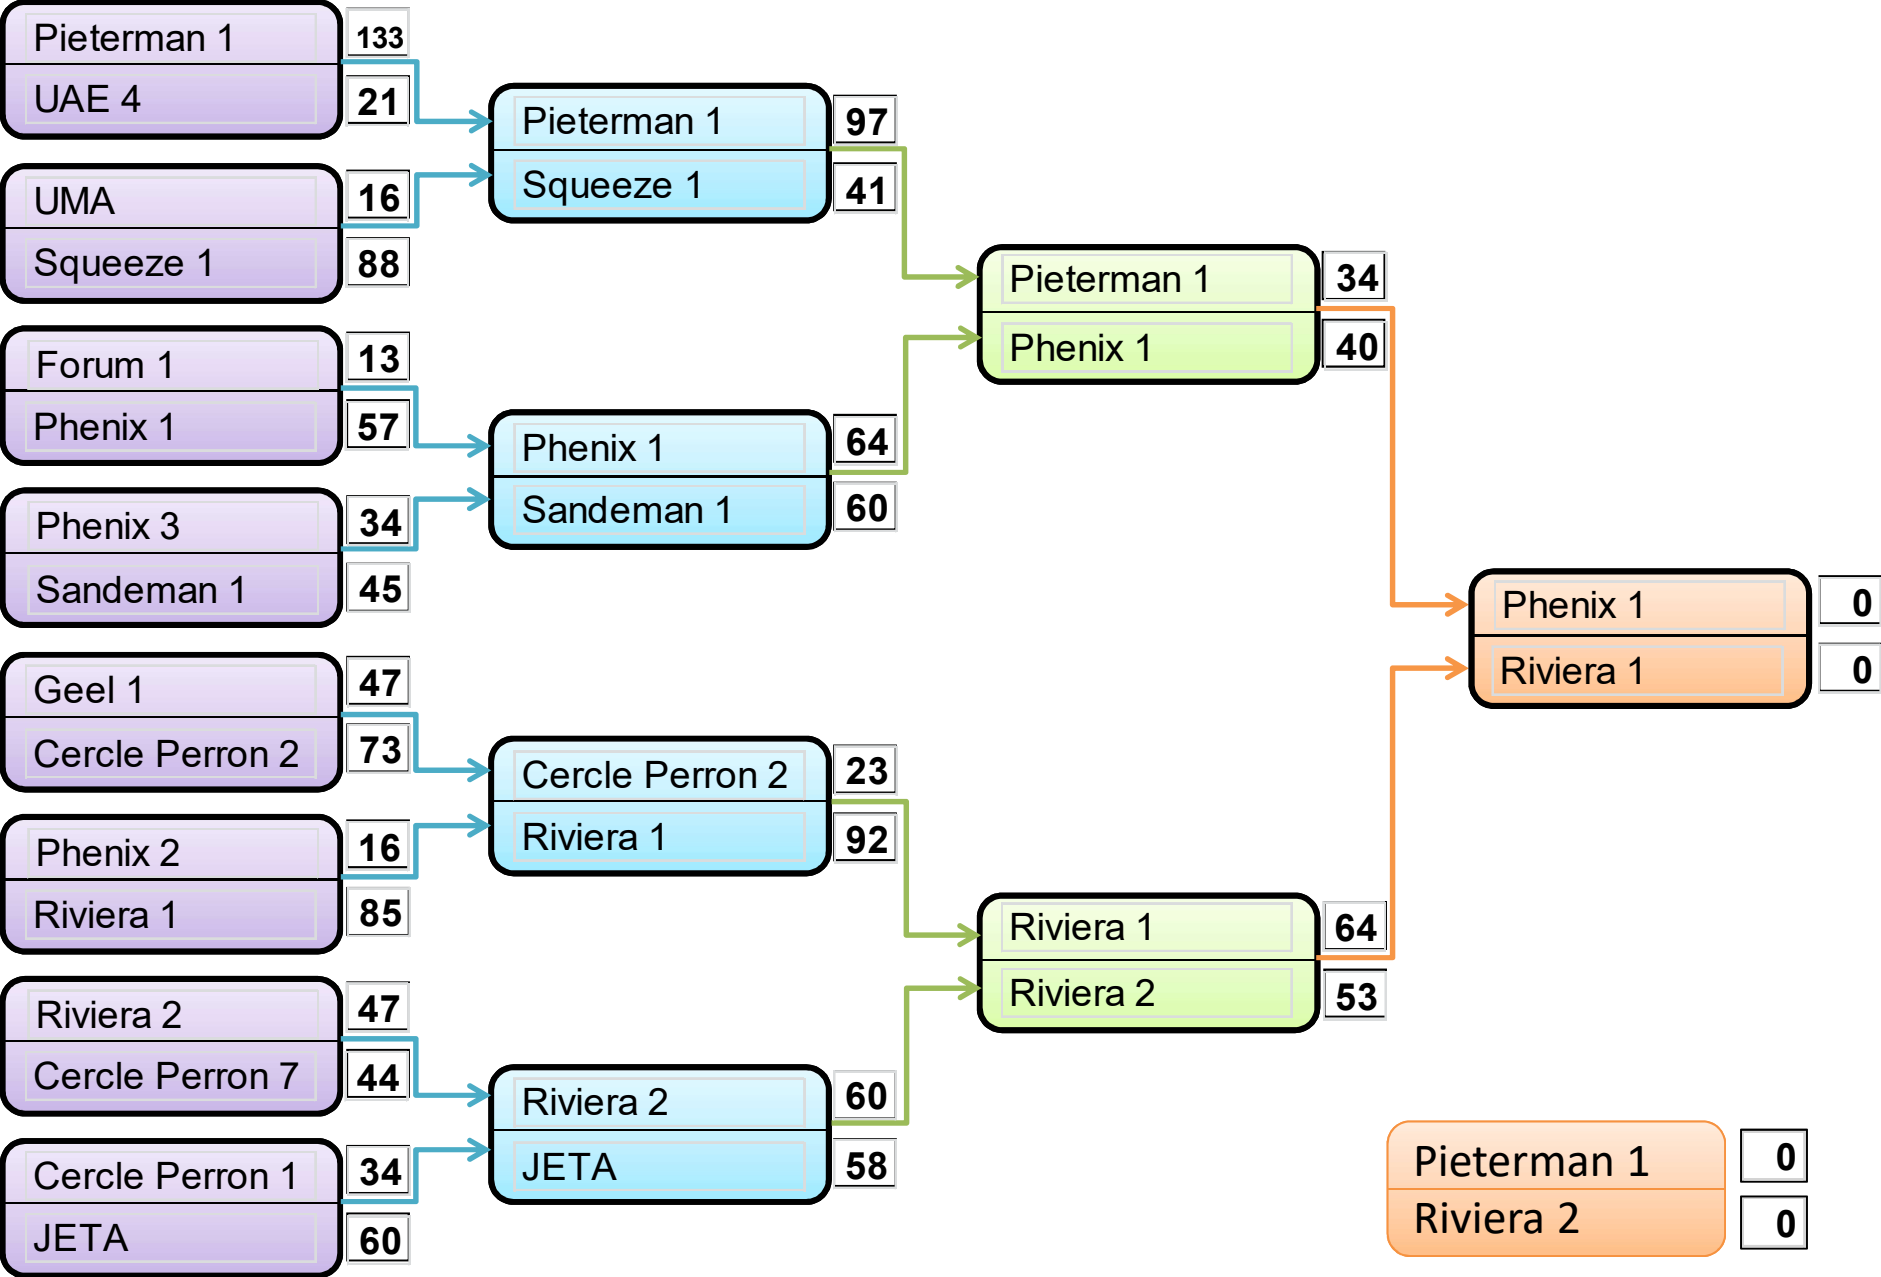 Pieterman 1 133
UAE 4 21
UMA 16
Squeeze 1 88
Forum 1 13
Phenix 1 57
Phenix 3 34
Sandeman 1 45
Geel 1 47
Cercle Perron 2 73
Phenix 2 16
Riviera 1 85
Riviera 2 47
Cercle Perron 7 44
Cercle Perron 1 34
JETA 60
Pieterman 1 97
Squeeze 1 41
Phenix 1 64
Sandeman 1 60
Cercle Perron 2 23
Riviera 1 92
Riviera 2 60
JETA 58
Pieterman 1 34
Phenix 1 40
Riviera 1 64
Riviera 2 53
Phenix 1 0
Riviera 1 0
Pieterman 1 0
Riviera 2 0